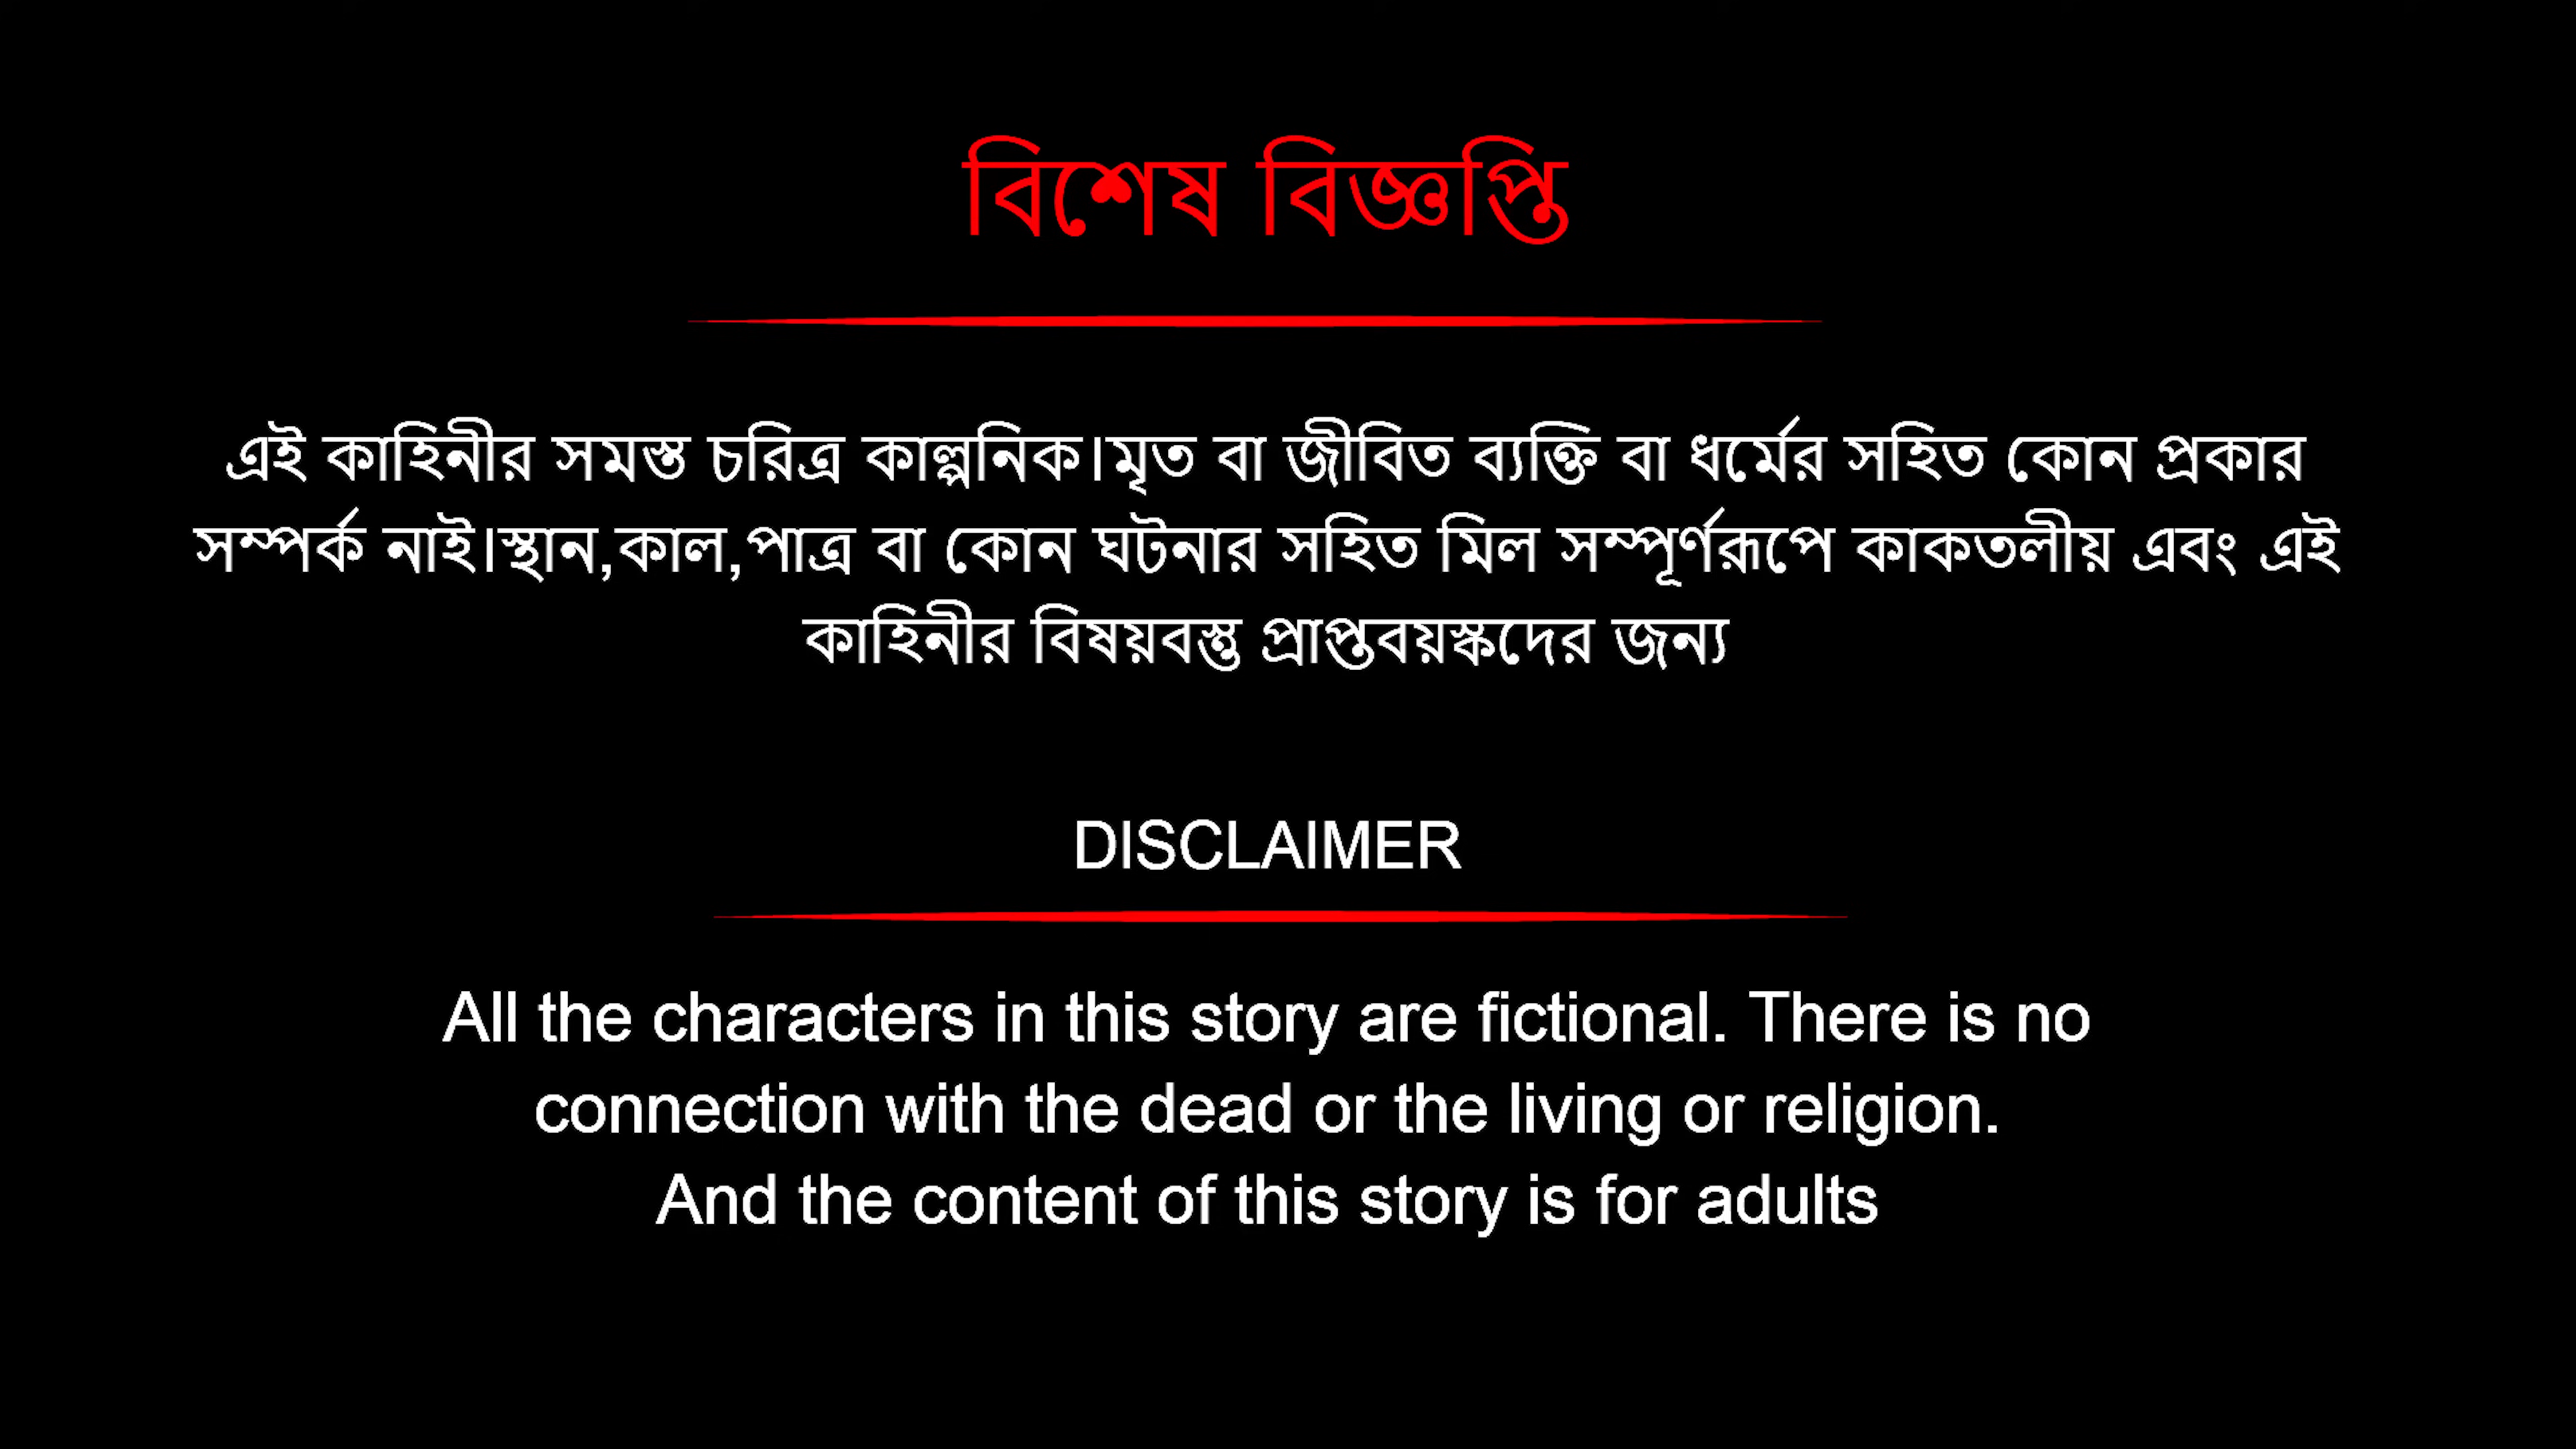 বিশেষ বিজ্ঞপ্তি
এই কাহিনীর সমস্ত চরিত্র কাল্পনিক।মৃত বা জীবিত ব্যক্তি বা ধর্মের সহিত কোন প্রকার
সম্পর্ক নাই।স্থান,কাল,পাত্র বা কোন ঘটনার সহিত মিল সম্পূর্ণরূপে কাকতলীয় এবং এই
কাহিনীর বিষয়বস্তু প্রাপ্তবয়স্কদের জন্য
DISCLAIMER
All the characters in this story are fictional. There is no
connection with the dead or the living or religion.
And the content of this story is for adults